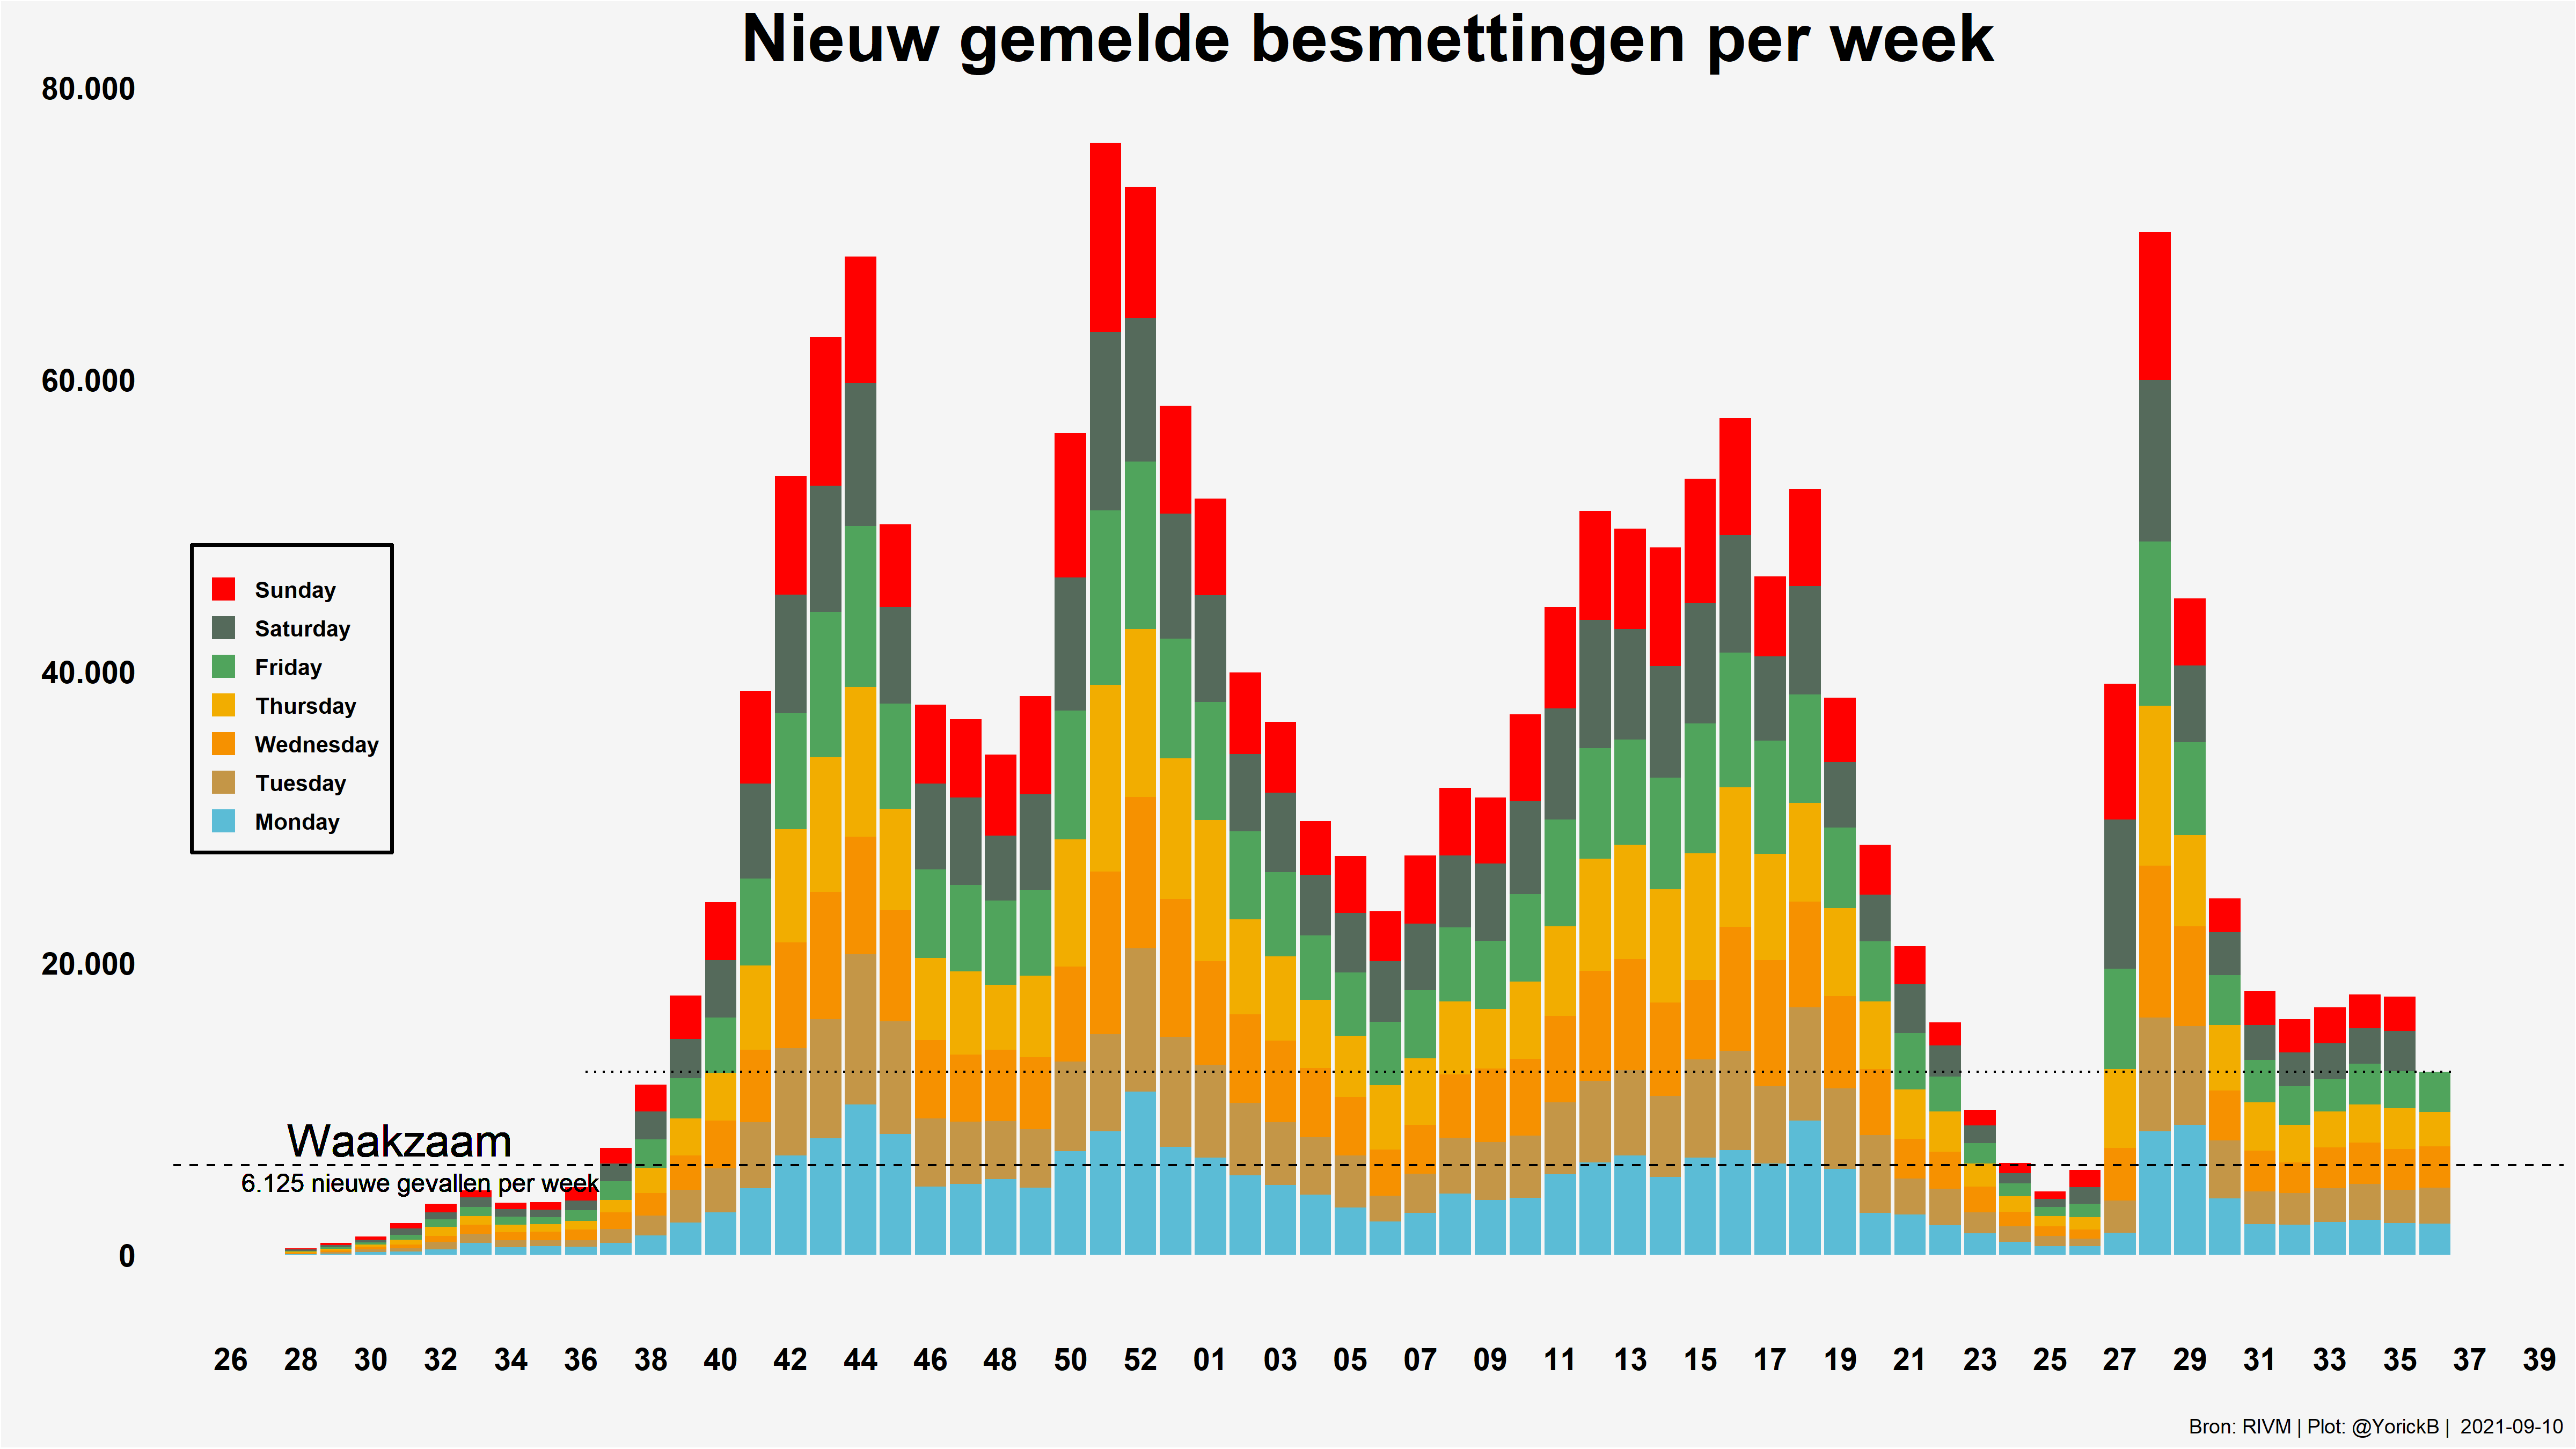 Nieuw gemelde besmettingen per week
80.000
60.000
40.000
20.000
0
Sunday
Saturday
Friday
Thursday
Wednesday
Tuesday
Monday
Waakzaam
6.125 nieuwe gevallen per week
26 28 30 32 34 36 38 40 42 44 46 48 50 52 01 03 05 07 09 11 13 15 17 19 21 23 25 27 29 31 33 35 37 39
Bron: RIVM | Plot: @YorickB | 2021-09-10